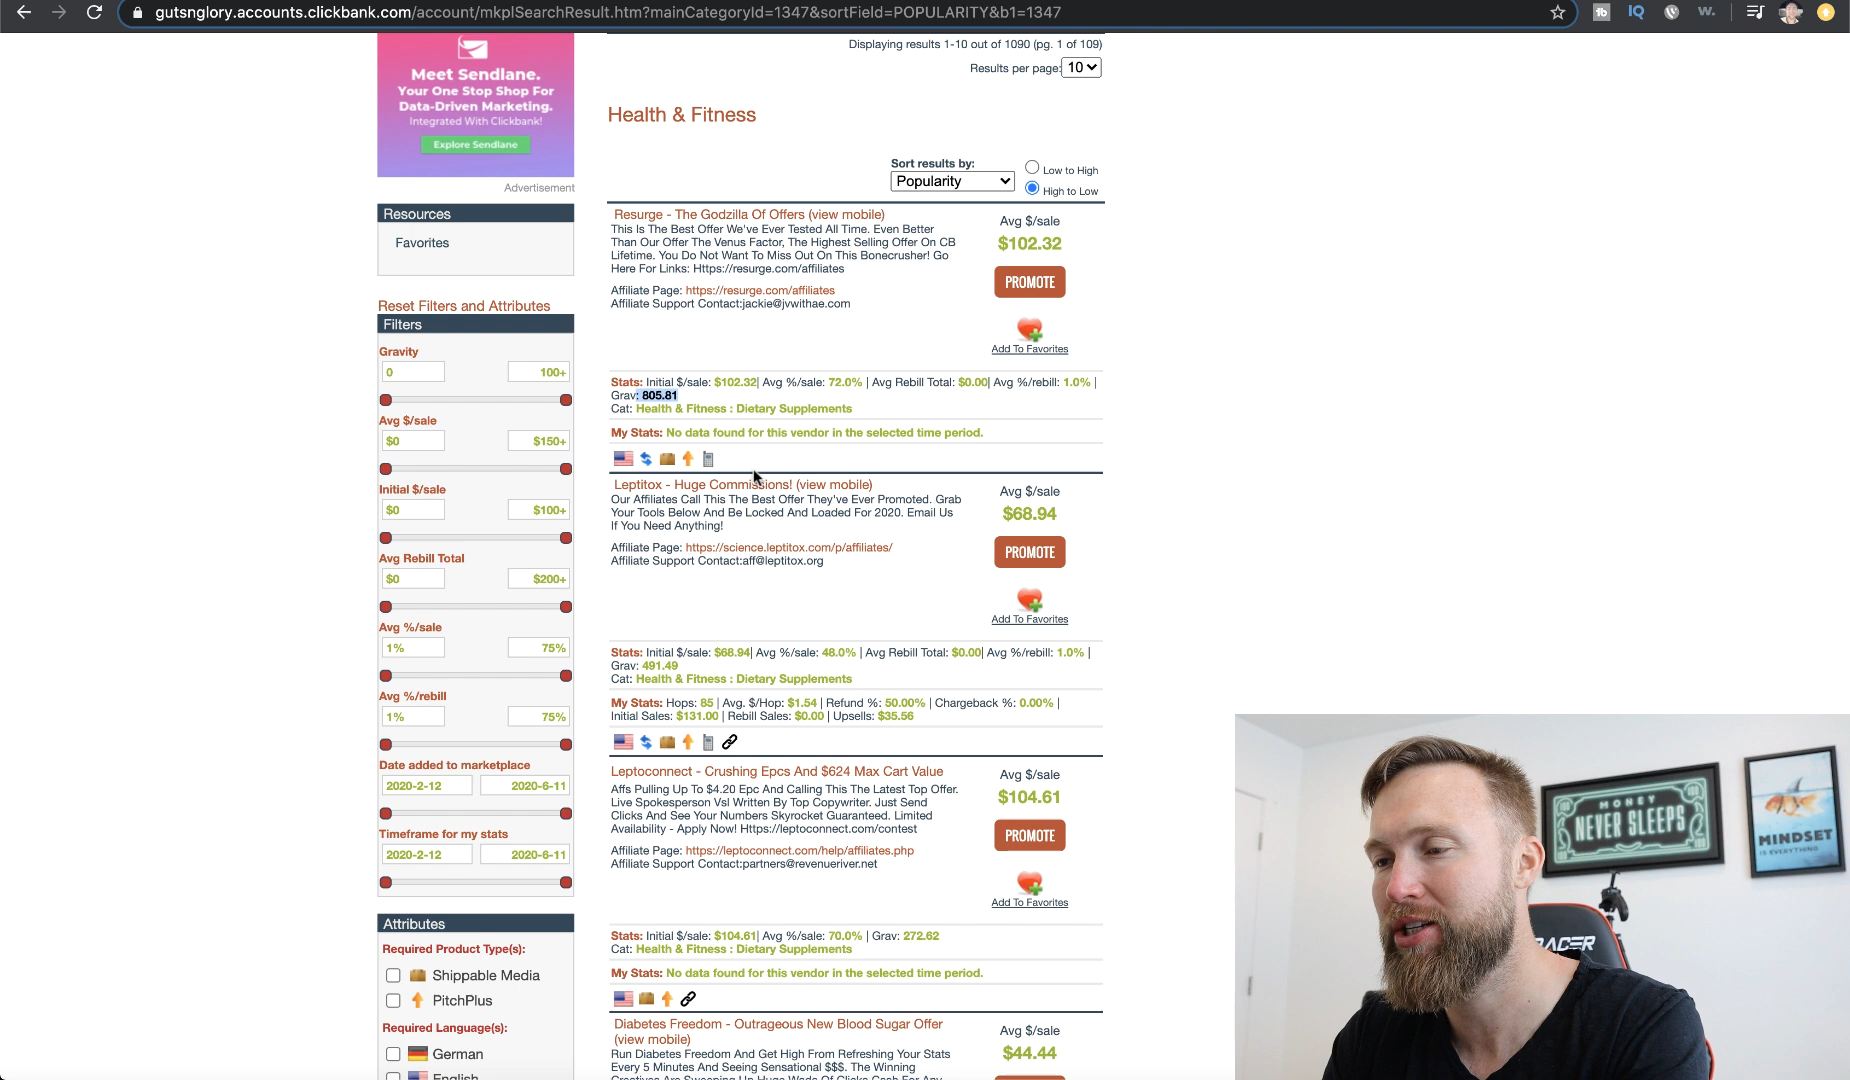 gutsnglory.accounts.clickbank.com/account/mkplSearchResult.htm?mainCategoryId=1347&sortField=POPULARITY&b1=1347
tb IQ w.
Meet Sendlane.
Your One Stop Shop For
Data-Driven Marketing.
Integrated With Clickbank!
Explore Sendlane
Advertisement
Resources
Favorites
Reset Filters and Attributes
Filters
Gravity
0 100+
Avg $/sale
$0 $150+
Initial $/sale
$0 $100+
Avg Rebill Total
$0 $200+
Avg %/sale
1% 75%
Avg %/rebill
1% 75%
Date added to marketplace
2020-2-12 2020-6-11
Timeframe for my stats
2020-2-12 2020-6-11
Attributes
Required Product Type(s):
Shippable Media
PitchPlus
Required Language(s):
German
English
Displaying results 1-10 out of 1090 (pg. 1 of 109)
Results per page: 10
Health & Fitness
Sort results by:
Popularity
Low to High
High to Low
Resurge - The Godzilla Of Offers (view mobile)
This Is The Best Offer We've Ever Tested All Time. Even Better
Than Our Offer The Venus Factor, The Highest Selling Offer On CB
Lifetime. You Do Not Want To Miss Out On This Bonecrusher! Go
Here For Links: Https://resurge.com/affiliates
Affiliate Page: https://resurge.com/affiliates
Affiliate Support Contact:jackie@jvwithae.com
Avg $/sale
$102.32
PROMOTE
Add To Favorites
Stats: Initial $/sale: $102.32| Avg %/sale: 72.0% | Avg Rebill Total: $0.00| Avg %/rebill: 1.0% |
Grav: 805.81
Cat: Health & Fitness : Dietary Supplements
My Stats: No data found for this vendor in the selected time period.
Leptitox - Huge Commissions! (view mobile)
Our Affiliates Call This The Best Offer They've Ever Promoted. Grab
Your Tools Below And Be Locked And Loaded For 2020. Email Us
If You Need Anything!
Affiliate Page: https://science.leptitox.com/p/affiliates/
Affiliate Support Contact:aff@leptitox.org
Avg $/sale
$68.94
PROMOTE
Add To Favorites
Stats: Initial $/sale: $68.94| Avg %/sale: 48.0% | Avg Rebill Total: $0.00| Avg %/rebill: 1.0% |
Grav: 491.49
Cat: Health & Fitness : Dietary Supplements
My Stats: Hops: 85 | Avg. $/Hop: $1.54 | Refund %: 50.00% | Chargeback %: 0.00% |
Initial Sales: $131.00 | Rebill Sales: $0.00 | Upsells: $35.56
Leptoconnect - Crushing Epcs And $624 Max Cart Value
Affs Pulling Up To $4.20 Epc And Calling This The Latest Top Offer.
Live Spokesperson Vsl Written By Top Copywriter. Just Send
Clicks And See Your Numbers Skyrocket Guaranteed. Limited
Availability - Apply Now! Https://leptoconnect.com/contest
Affiliate Page: https://leptoconnect.com/help/affiliates.php
Affiliate Support Contact:partners@revenueriver.net
Avg $/sale
$104.61
PROMOTE
Add To Favorites
Stats: Initial $/sale: $104.61| Avg %/sale: 70.0% | Grav: 272.62
Cat: Health & Fitness : Dietary Supplements
My Stats: No data found for this vendor in the selected time period.
Diabetes Freedom - Outrageous New Blood Sugar Offer
(view mobile)
Run Diabetes Freedom And Get High From Refreshing Your Stats
Every 5 Minutes And Seeing Sensational $$$. The Winning
Creatives Are Sweeping Up Huge Wads Of Clicks Cash For Any
Avg $/sale
$44.44
MONEY
NEVER SLEEPS
MINDSET
IS EVERYTHING
RACER